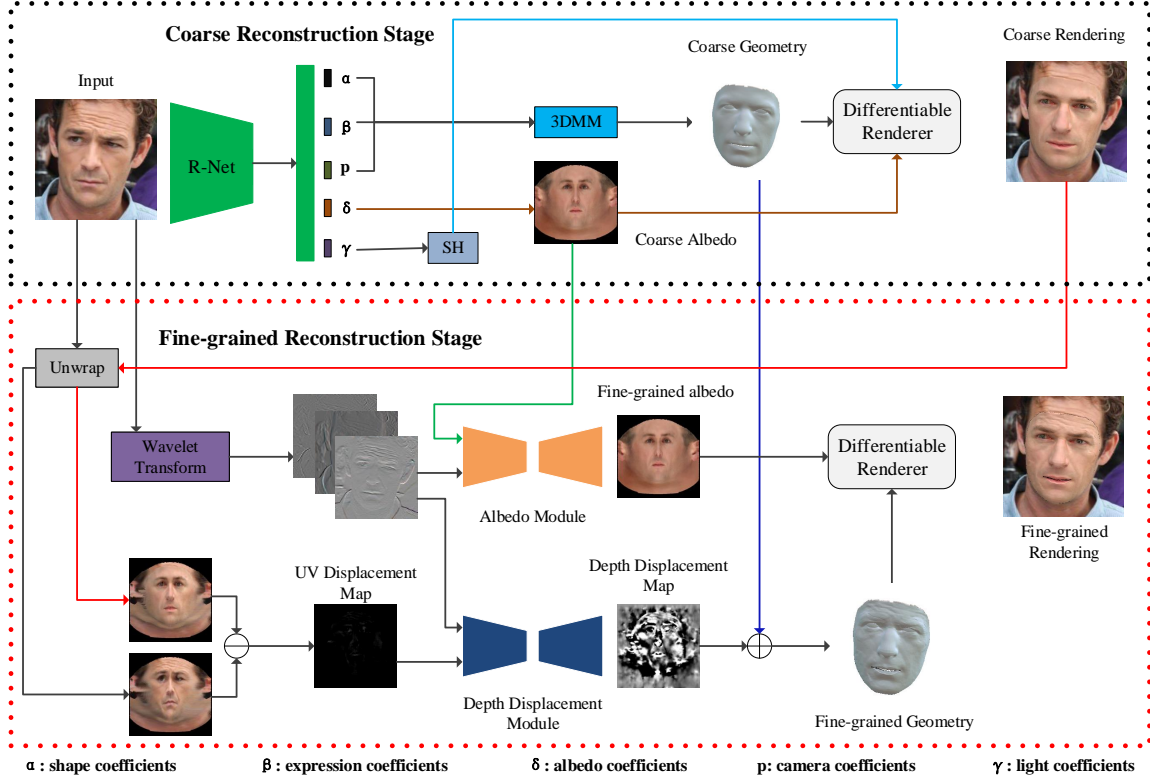 Coarse Reconstruction Stage
Input
R-Net
α
β
p
δ
γ
SH
3DMM
Coarse Geometry
Coarse Albedo
Differentiable
Renderer
Coarse Rendering
Fine-grained Reconstruction Stage
Unwrap
Wavelet
Transform
Albedo Module
Fine-grained albedo
Differentiable
Renderer
Fine-grained
Rendering
UV Displacement
Map
Depth Displacement
Module
Depth Displacement
Map
Fine-grained Geometry
α : shape coefficients
β : expression coefficients
δ : albedo coefficients
p: camera coefficients
γ : light coefficients